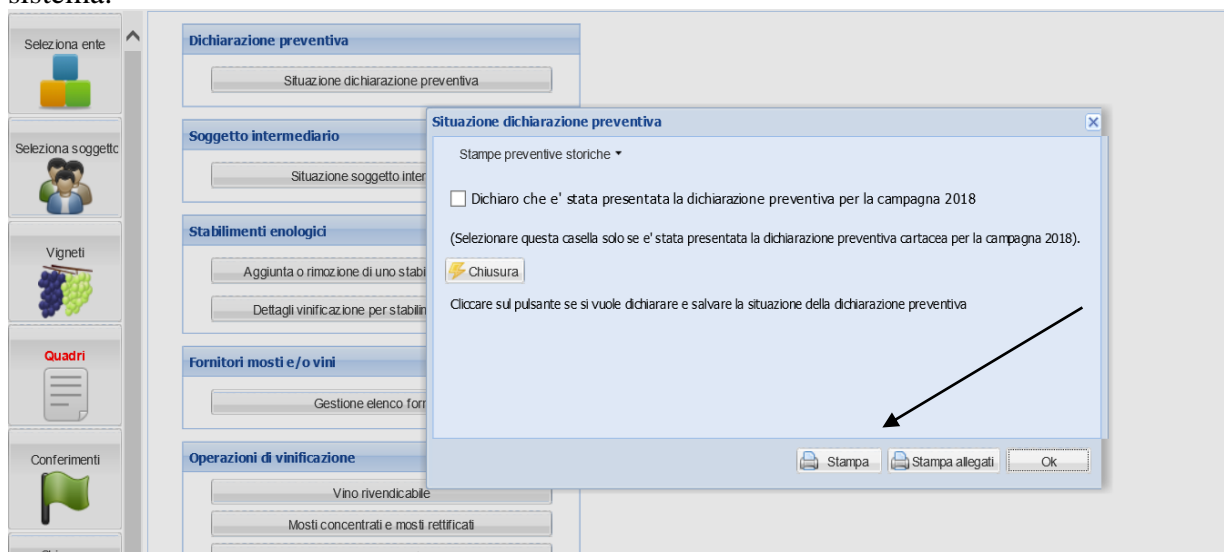 sistema.
Seleziona ente
Seleziona soggettc
Vigneti
Quadri
Conferimenti
Dichiarazione preventiva
Situazione dichiarazione preventiva
Soggetto intermediario
Situazione soggetto inter
Stabilimenti enologici
Aggiunta o rimozione di uno stabi
Dettagli vinificazione per stabilin
Fornitori mosti e/o vini
Gestione elenco forr
Operazioni di vinificazione
Vino rivendicabile
Mosti concentrati e mosti rettificati
Situazione dichiarazione preventiva
Stampe preventive storiche
Dichiaro che e' stata presentata la dichiarazione preventiva per la campagna 2018
(Selezionare questa casella solo se e' stata presentata la dichiarazione preventiva cartacea per la campagna 2018).
Chiusura
Cliccare sul pulsante se si vuole dichiarare e salvare la situazione della dichiarazione preventiva
Stampa
Stampa allegati
Ok